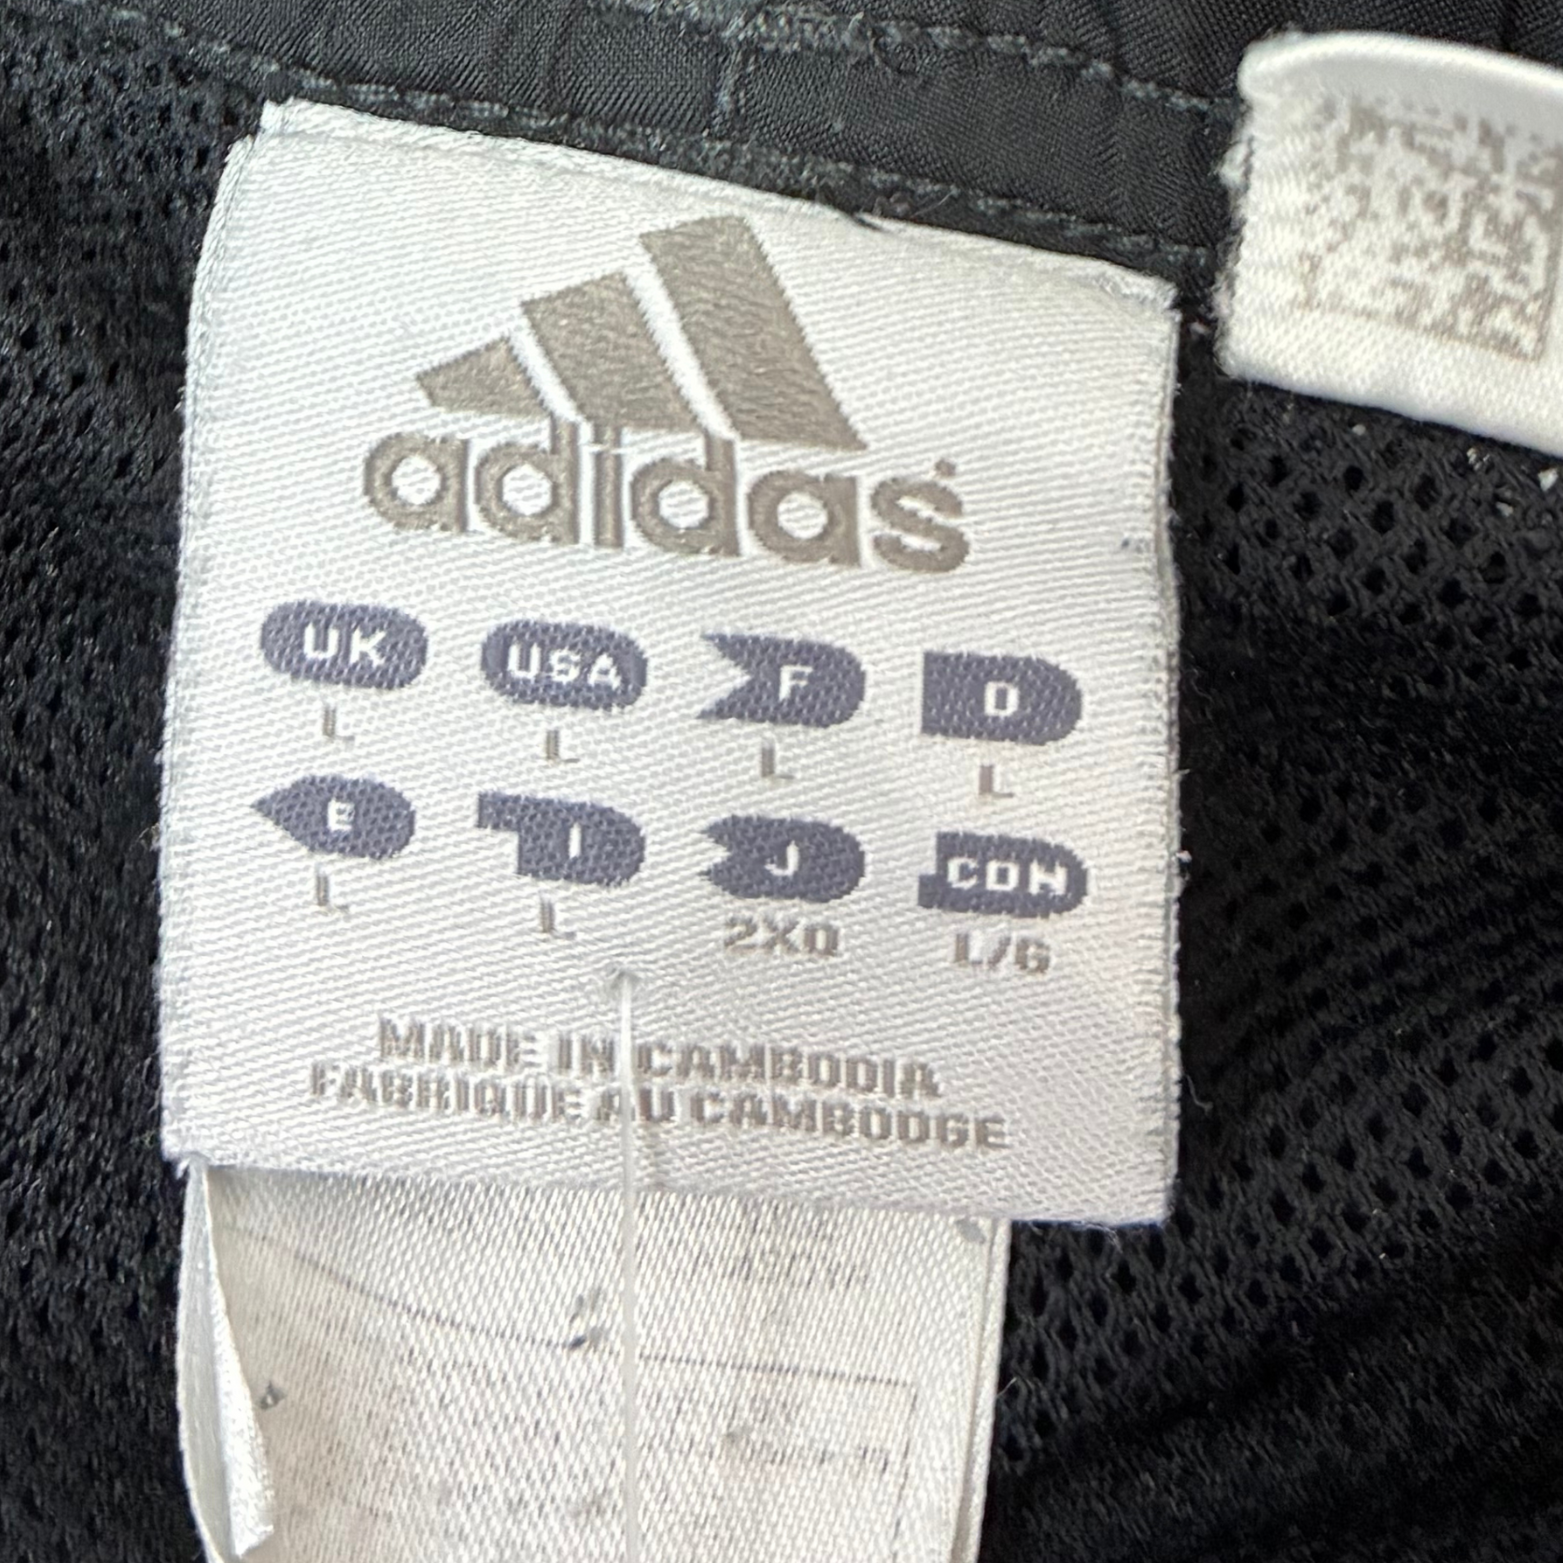 adidas
UK USA F D
L L L L
E I J CDN
L L 2XO L/G
MADE IN CAMBODIA
FABRIQUE AU CAMBODGE